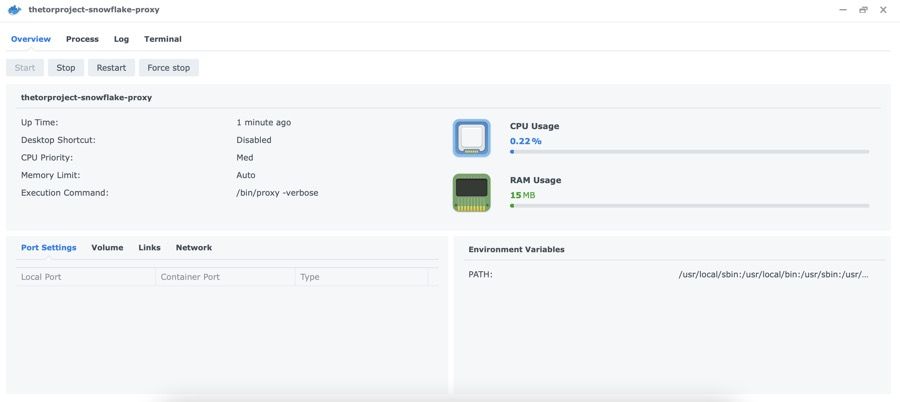 thetorproject-snowflake-proxy
Overview Process Log Terminal
Start Stop Restart Force stop
thetorproject-snowflake-proxy
Up Time: 1 minute ago
Desktop Shortcut: Disabled
CPU Priority: Med
Memory Limit: Auto
Execution Command: /bin/proxy -verbose
CPU Usage
0.22%
RAM Usage
15MB
Port Settings Volume Links Network
Local Port Container Port Type
Environment Variables
PATH: /usr/local/sbin:/usr/local/bin:/usr/sbin:/usr/...